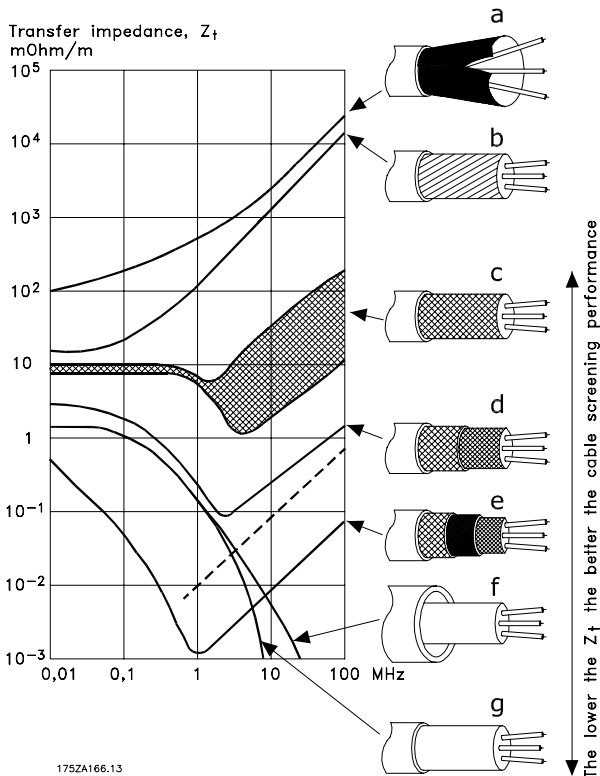 Transfer impedance, Zt
mOhm/m
10⁵
10⁴
10³
10²
10
1
10⁻¹
10⁻²
10⁻³
0,01 0,1 1 10 100 MHz
a
b
c
d
e
f
g
The lower the Zt the better the cable screening performance
175ZA166.13